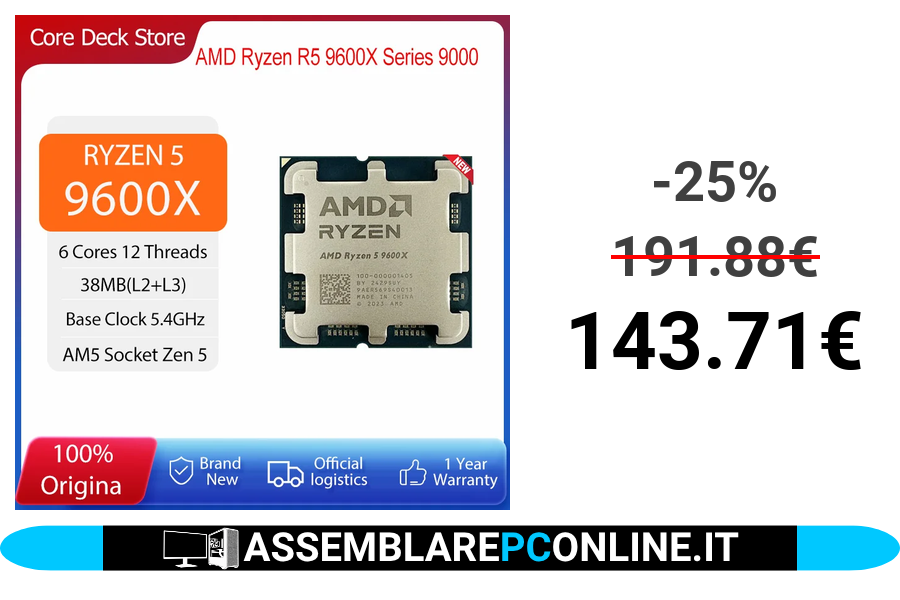 Core Deck Store
AMD Ryzen R5 9600X Series 9000
RYZEN 5
9600X
6 Cores 12 Threads
38MB(L2+L3)
Base Clock 5.4GHz
AM5 Socket Zen 5
NEW
AMD
RYZEN
AMD Ryzen 5 9600X
100-000001405
MADE IN CHINA
© 2023 AMD
100%
Origina
Brand
New
Official
logistics
1 Year
Warranty
-25%
191.88€
143.71€
ASSEMBLAREPCONLINE.IT